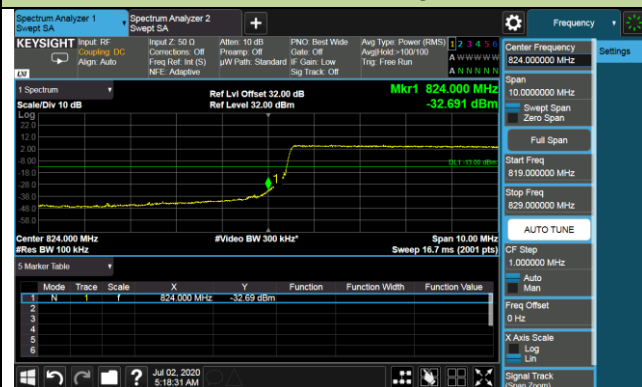 Spectrum Analyzer 1
Swept SA
Spectrum Analyzer 2
Swept SA
+
Frequency
KEYSIGHT
Input: RF
Coupling: DC
Align: Auto
Input Z: 50 Ω
Corrections: Off
Freq Ref: Int (S)
NFE: Adaptive
Atten: 10 dB
Preamp: Off
µW Path: Standard
PNO: Best Wide
Gate: Off
IF Gain: Low
Sig Track: Off
Avg Type: Power (RMS)
Avg|Hold:>100/100
Trig: Free Run
1 2 3 4 5 6
A W W W W W
A N N N N N
LXI
1 Spectrum
Scale/Div 10 dB
Log
Ref Lvl Offset 32.00 dB
Ref Level 32.00 dBm
Mkr1 824.000 MHz
-32.691 dBm
22.0
12.0
2.00
-8.00
-18.0
-28.0
-38.0
-48.0
-58.0
1
DL1 -13.00 dBm
Center 824.000 MHz
#Res BW 100 kHz
#Video BW 300 kHz*
Span 10.00 MHz
Sweep 16.7 ms (2001 pts)
5 Marker Table
Mode Trace Scale X Y Function Function Width Function Value
1 N 1 f 824.000 MHz -32.69 dBm
2
3
4
5
6
?
Jul 02, 2020
5:18:31 AM
Center Frequency
824.000000 MHz
Settings
Span
10.0000000 MHz
Swept Span
Zero Span
Full Span
Start Freq
819.000000 MHz
Stop Freq
829.000000 MHz
AUTO TUNE
CF Step
1.000000 MHz
Auto
Man
Freq Offset
0 Hz
X Axis Scale
Log
Lin
Signal Track
(Span Zoom)